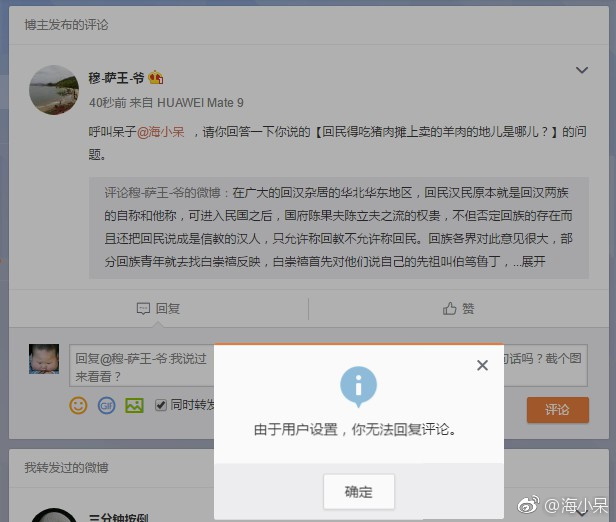 博主发布的评论
穆-萨王-爷
40秒前 来自 HUAWEI Mate 9
呼叫呆子@海小呆 ，请你回答一下你说的【回民得吃猪肉摊上卖的羊肉的地儿是哪儿？】的问
题。
评论穆-萨王-爷的微博：在广大的回汉杂居的华北华东地区，回民汉民原本就是回汉两族
的自称和他称，可进入民国之后，国府陈果夫陈立夫之流的权贵，不但否定回族的存在而
且还把回民说成是信教的汉人，只允许称回教不允许称回民。回族各界对此意见很大，部
分回族青年就去找白崇禧反映，白崇禧首先对他们说自己的先祖叫伯笃鲁丁，...展开
回复
赞
回复@穆-萨王-爷:我说过
句话吗？截个图
来看看？
GIF
同时转发
评论
由于用户设置，你无法回复评论。
确定
我转发过的微博
三分钟按倒
@海小呆